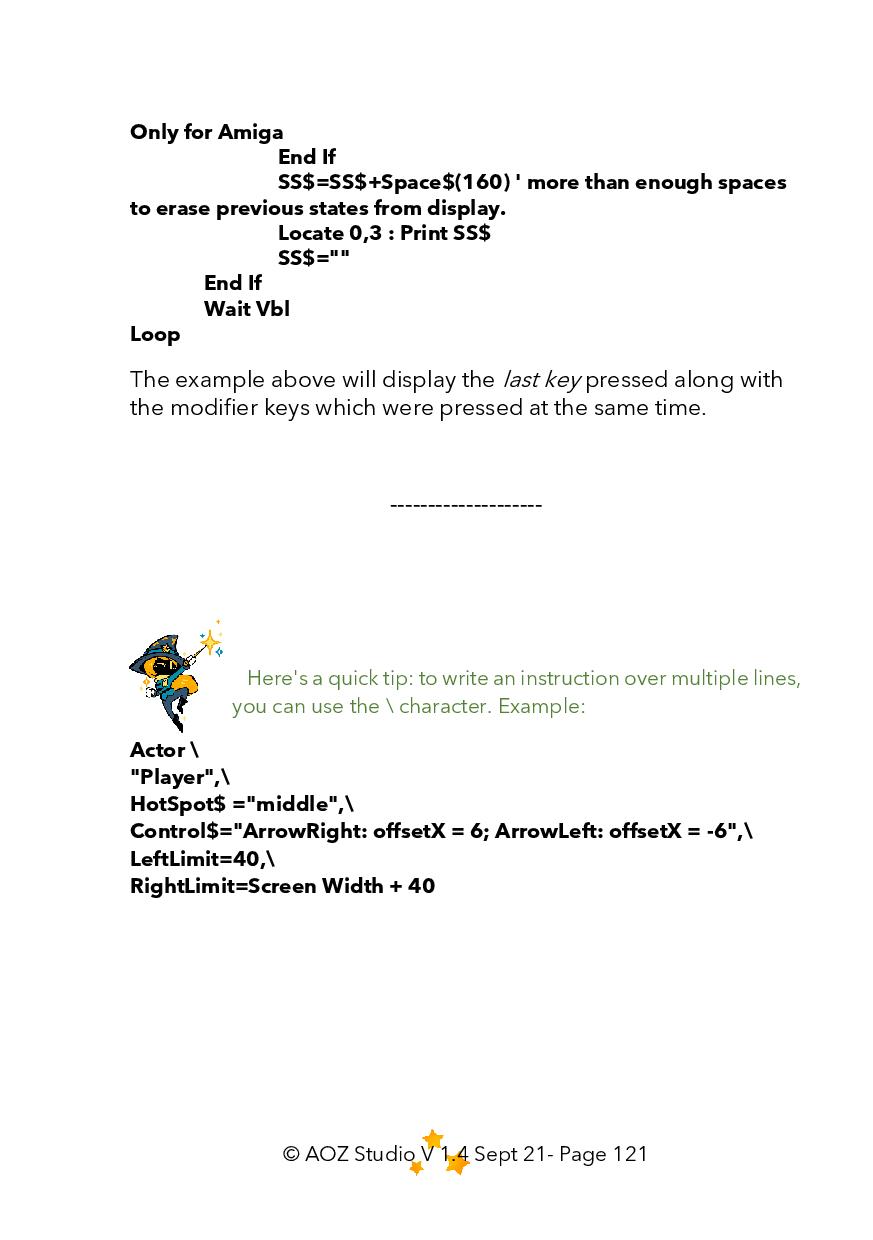 Only for Amiga
End If
SS$=SS$+Space$(160) ' more than enough spaces
to erase previous states from display.
Locate 0,3 : Print SS$
SS$=""
End If
Wait Vbl
Loop
The example above will display the last key pressed along with
the modifier keys which were pressed at the same time.
--------------------
Here's a quick tip: to write an instruction over multiple lines,
you can use the \ character. Example:
Actor \
"Player",\
HotSpot$ ="middle",\
Control$="ArrowRight: offsetX = 6; ArrowLeft: offsetX = -6",\
LeftLimit=40,\
RightLimit=Screen Width + 40
© AOZ Studio V 1.4 Sept 21- Page 121